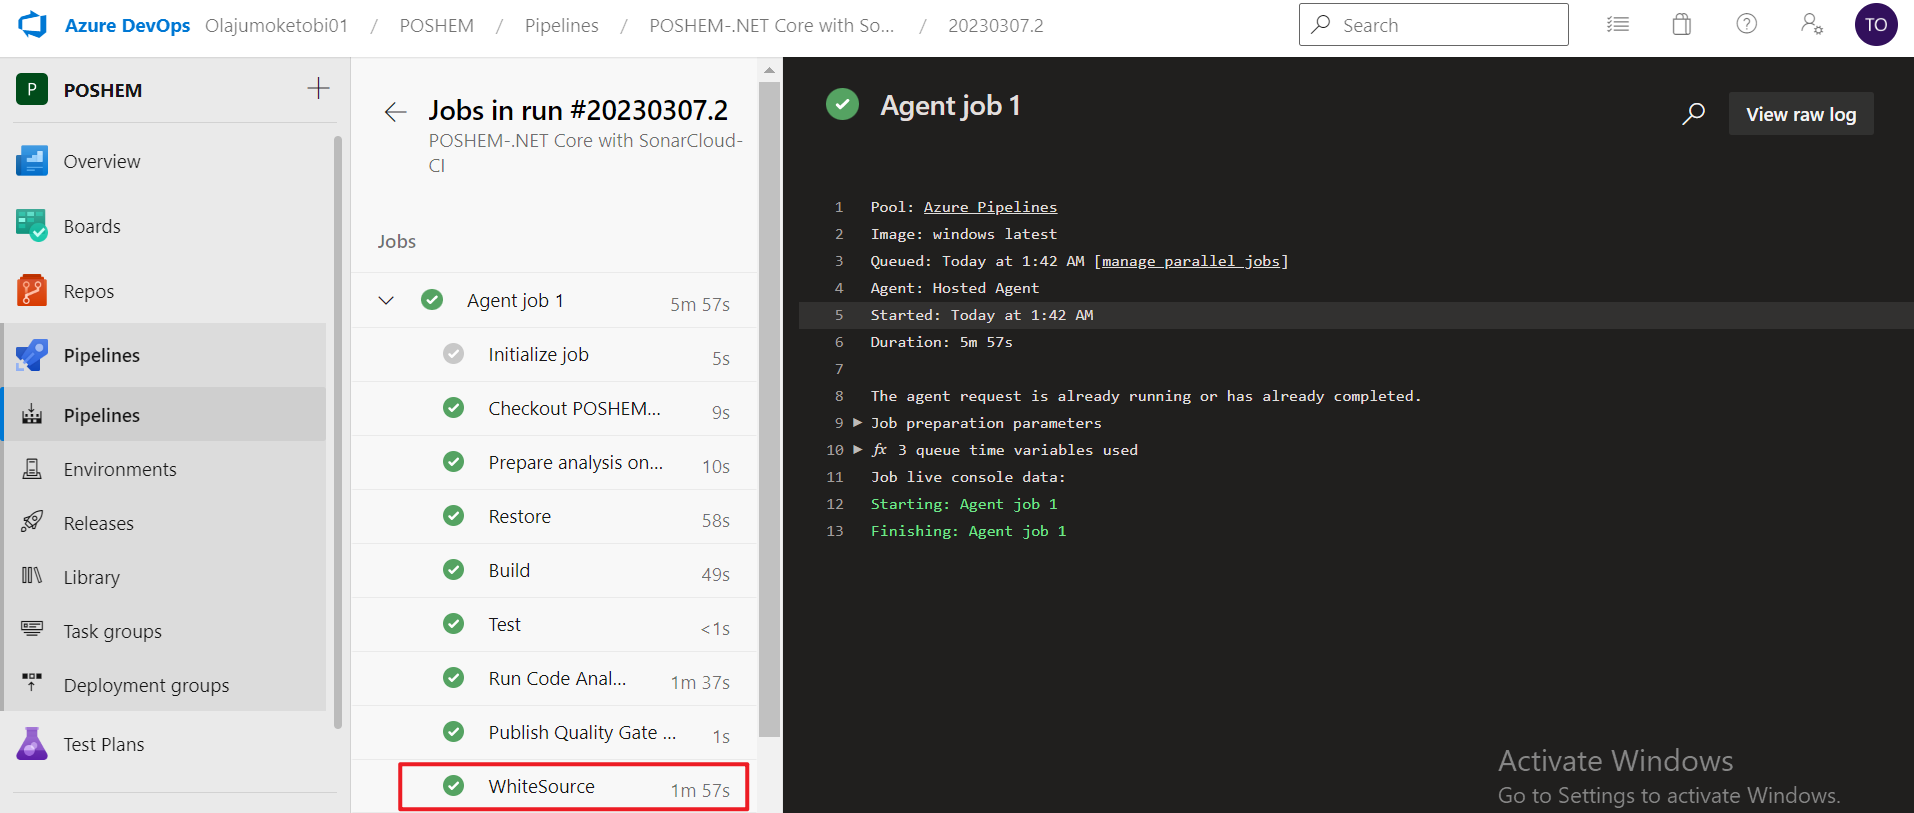 Azure DevOps Olajumoketobi01 / POSHEM / Pipelines / POSHEM-.NET Core with So... / 20230307.2
Search
TO
P POSHEM
Overview
Boards
Repos
Pipelines
Pipelines
Environments
Releases
Library
Task groups
Deployment groups
Test Plans
Jobs in run #20230307.2
POSHEM-.NET Core with SonarCloud-
CI
Jobs
Agent job 1 5m 57s
Initialize job 5s
Checkout POSHEM... 9s
Prepare analysis on... 10s
Restore 58s
Build 49s
Test <1s
Run Code Anal... 1m 37s
Publish Quality Gate ... 1s
WhiteSource 1m 57s
Agent job 1
View raw log
1 Pool: Azure Pipelines
2 Image: windows latest
3 Queued: Today at 1:42 AM [manage parallel jobs]
4 Agent: Hosted Agent
5 Started: Today at 1:42 AM
6 Duration: 5m 57s
7
8 The agent request is already running or has already completed.
9 Job preparation parameters
10 fx 3 queue time variables used
11 Job live console data:
12 Starting: Agent job 1
13 Finishing: Agent job 1
Activate Windows
Go to Settings to activate Windows.